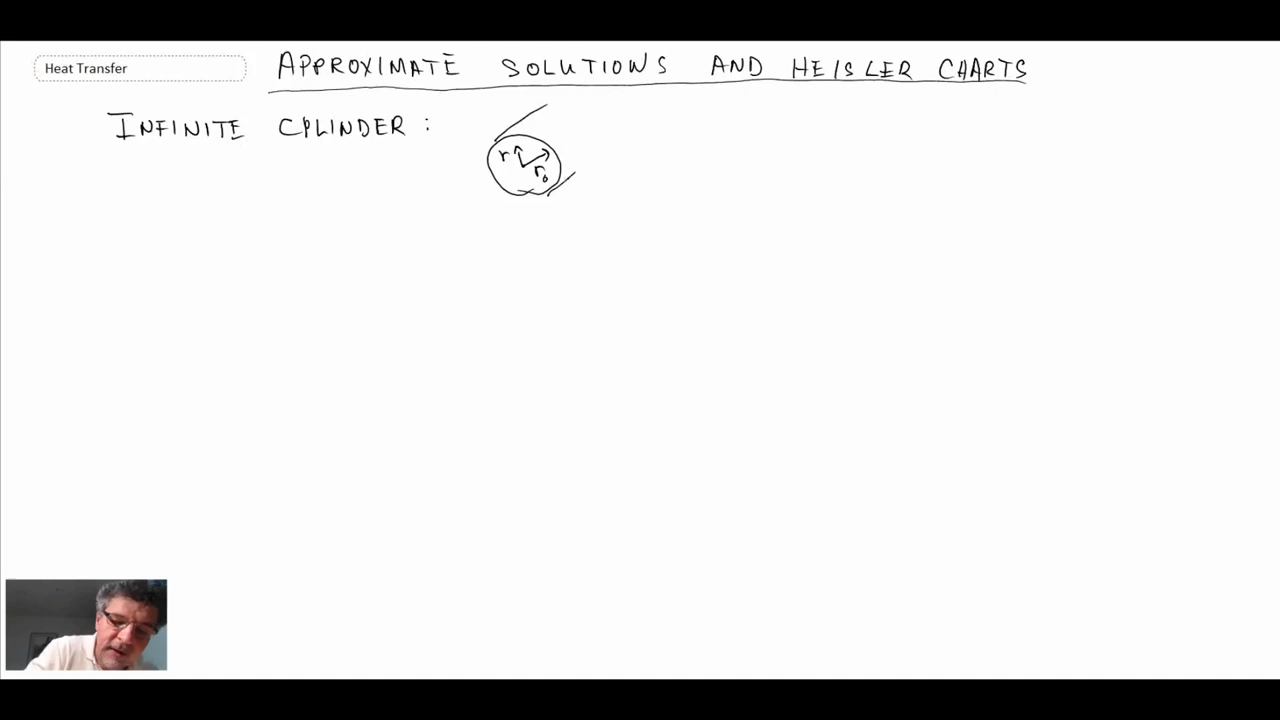 Heat Transfer
APPROXIMATE SOLUTIONS AND HEISLER CHARTS
INFINITE CYLINDER :
r
r₀